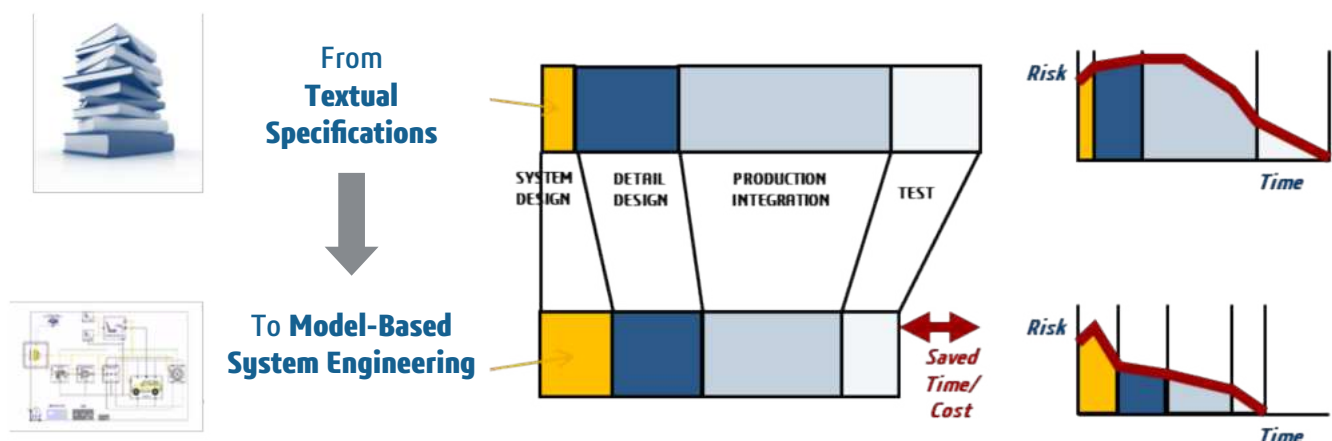 From
Textual
Specifications
SYSTEM
DESIGN
DETAIL
DESIGN
PRODUCTION
INTEGRATION
TEST
Risk
Time
To Model-Based
System Engineering
Saved
Time/
Cost
Risk
Time